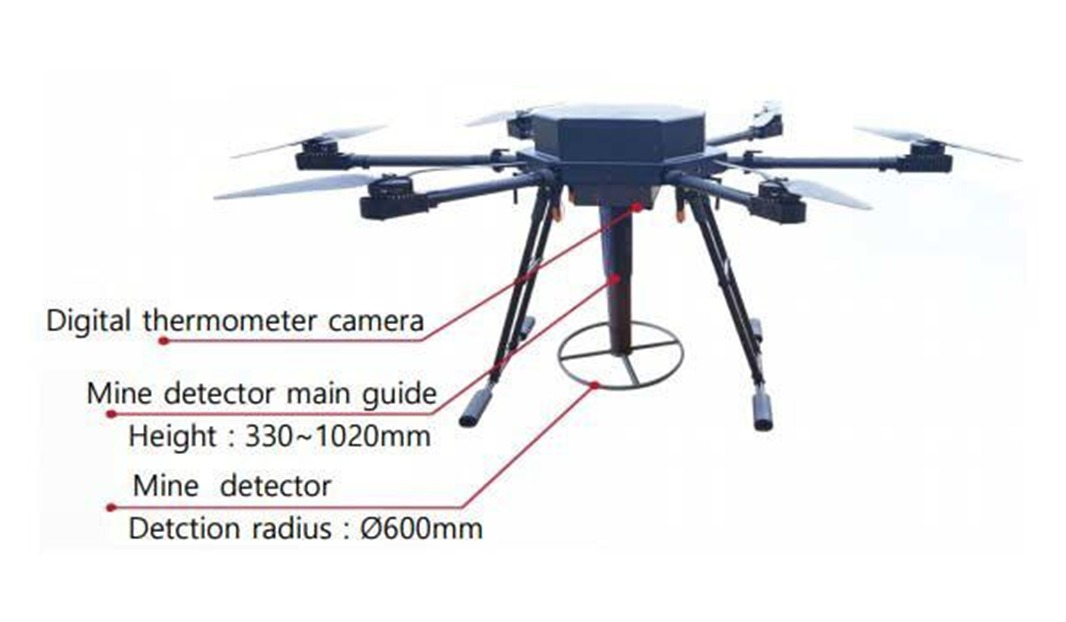 Digital thermometer camera
Mine detector main guide
Height : 330~1020mm
Mine detector
Detction radius : Ø600mm